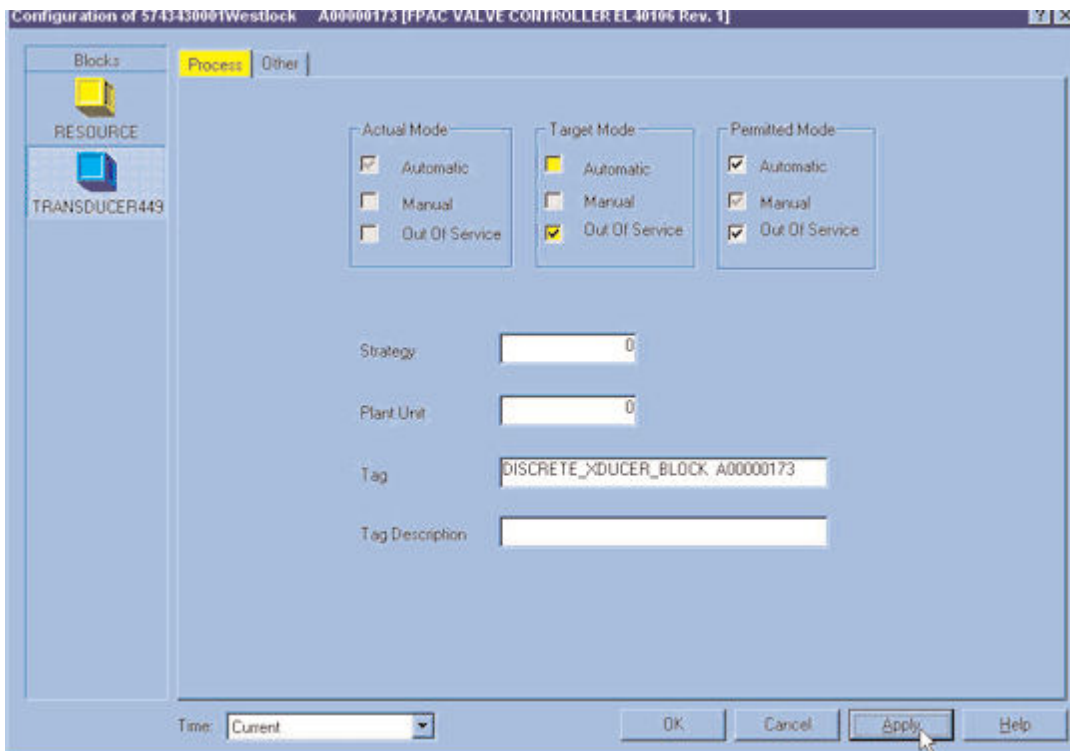 Configuration of 5743430001Westlock A00000173 [FPAC VALVE CONTROLLER EL40106 Rev. 1]
Blocks
RESOURCE
TRANSDUCER449
Process Other
Actual Mode
Automatic
Manual
Out Of Service
Target Mode
Automatic
Manual
Out Of Service
Permitted Mode
Automatic
Manual
Out Of Service
Strategy 0
Plant Unit 0
Tag DISCRETE_XDUCER_BLOCK A00000173
Tag Description
Time: Current
OK Cancel Apply Help